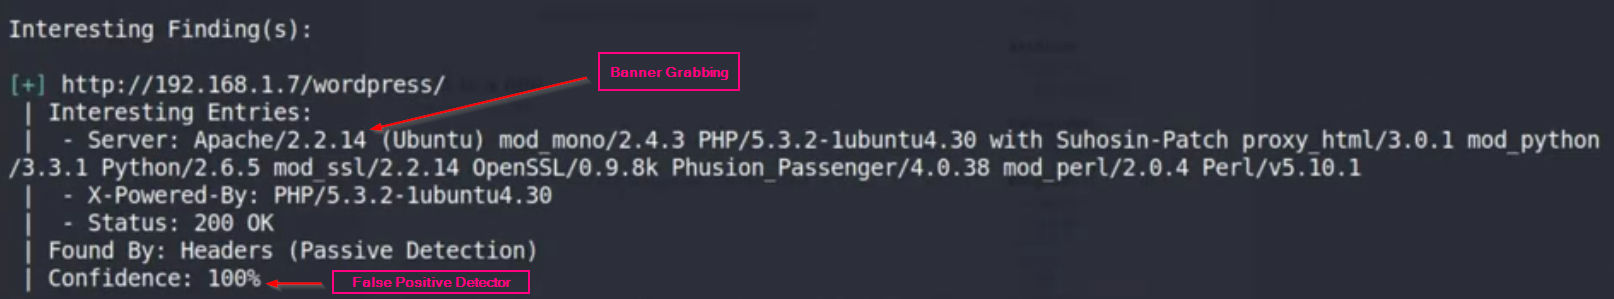 Interesting Finding(s):
[+] http://192.168.1.7/wordpress/
Banner Grabbing
| Interesting Entries:
|  - Server: Apache/2.2.14 (Ubuntu) mod_mono/2.4.3 PHP/5.3.2-1ubuntu4.30 with Suhosin-Patch proxy_html/3.0.1 mod_python
/3.3.1 Python/2.6.5 mod_ssl/2.2.14 OpenSSL/0.9.8k Phusion_Passenger/4.0.38 mod_perl/2.0.4 Perl/v5.10.1
|  - X-Powered-By: PHP/5.3.2-1ubuntu4.30
|  - Status: 200 OK
| Found By: Headers (Passive Detection)
| Confidence: 100%
False Positive Detector